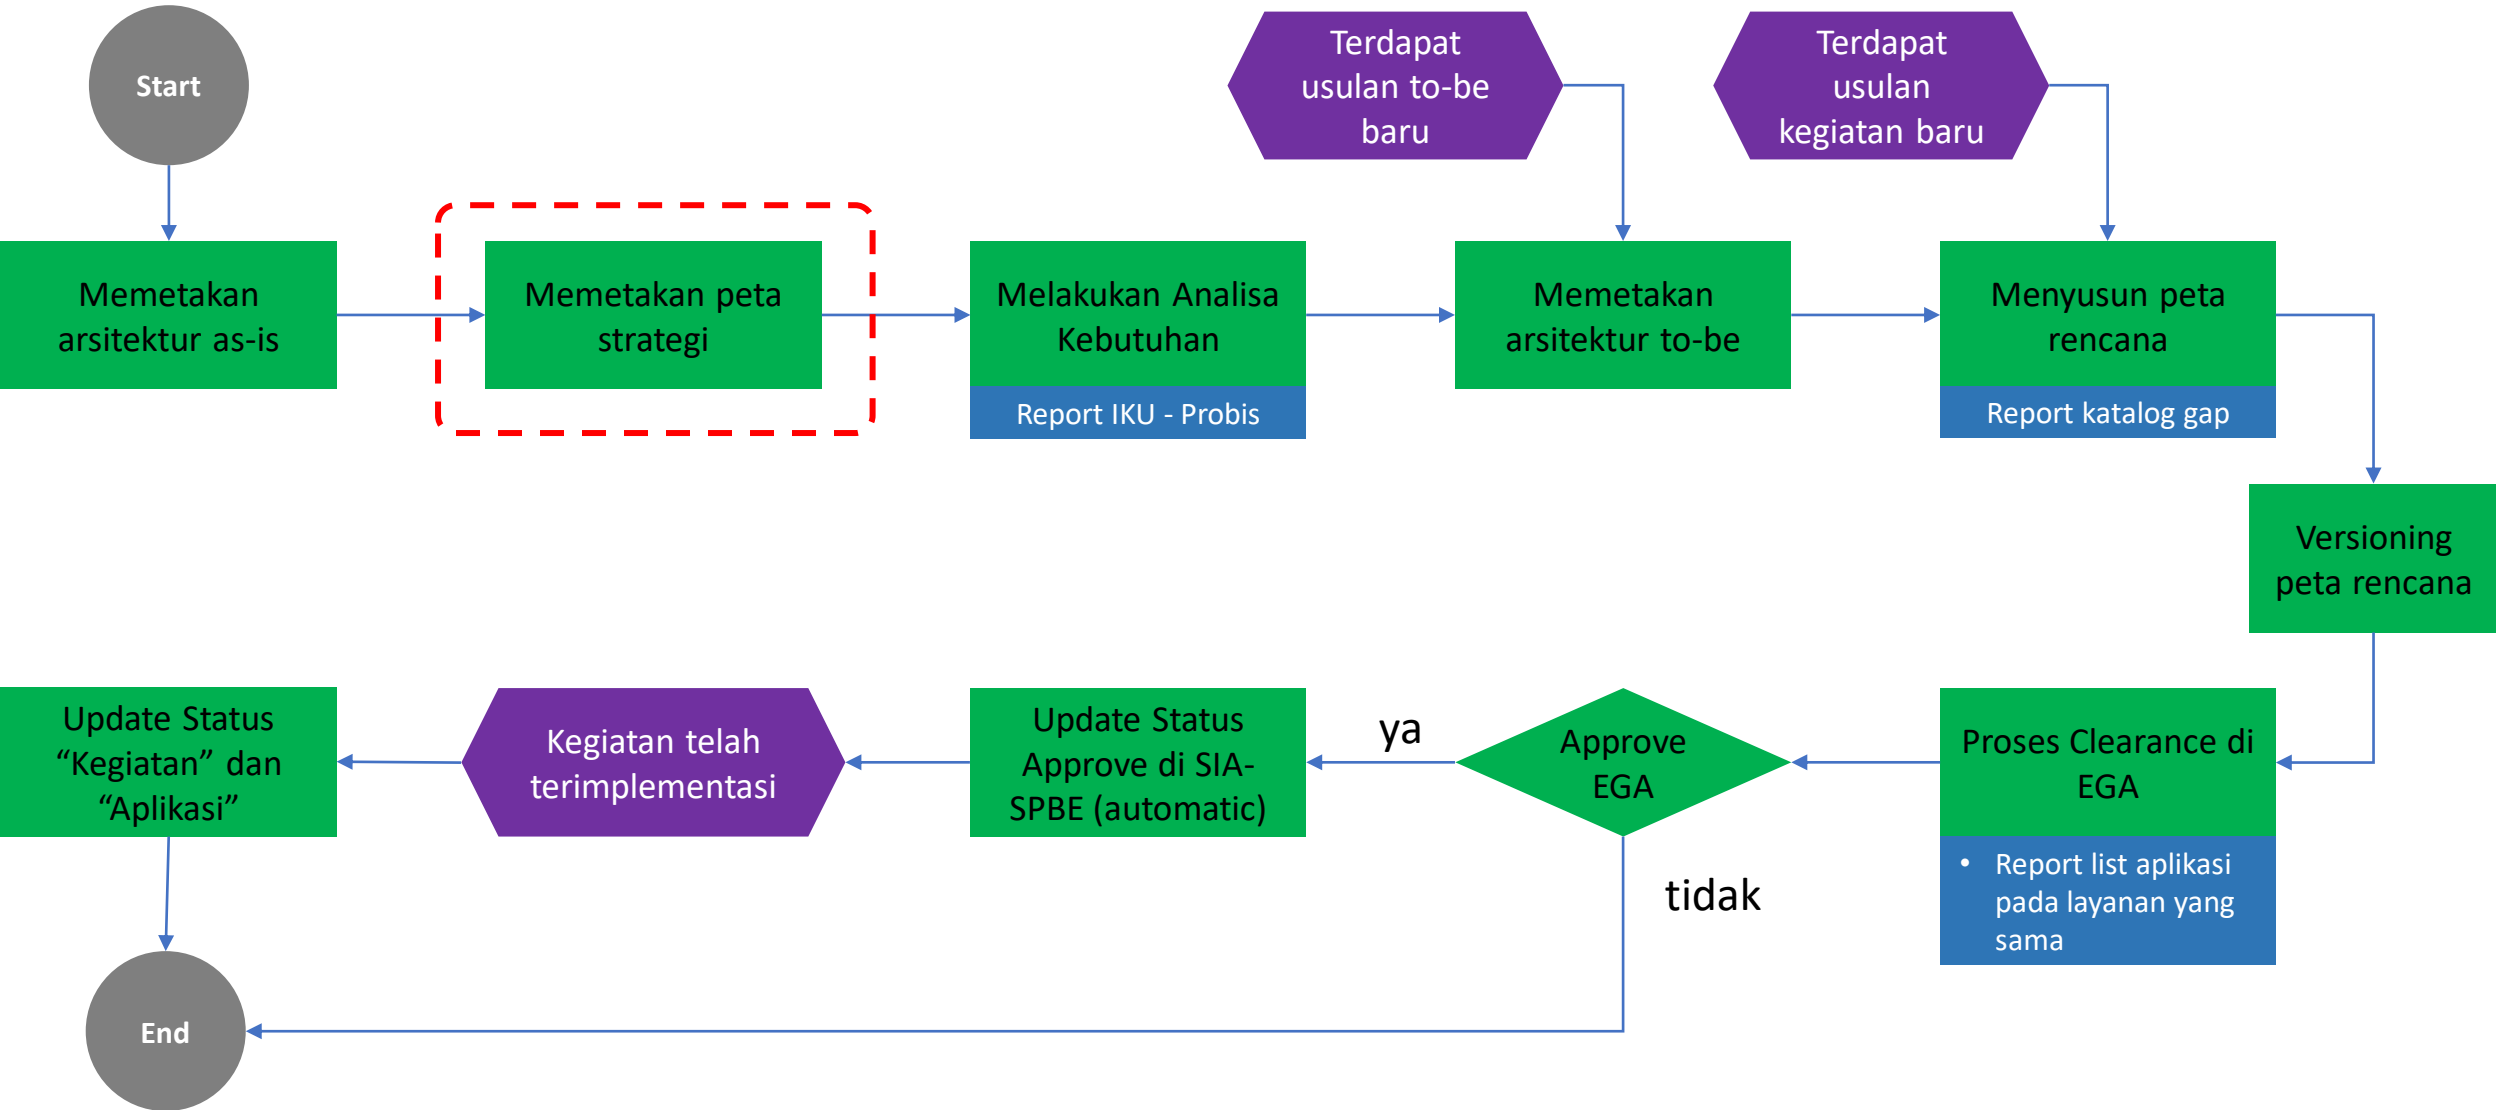 Start
Terdapat
usulan to-be
baru
Terdapat
usulan
kegiatan baru
Memetakan
arsitektur as-is
Memetakan peta
strategi
Melakukan Analisa
Kebutuhan
Report IKU - Probis
Memetakan
arsitektur to-be
Menyusun peta
rencana
Report katalog gap
Versioning
peta rencana
Update Status
“Kegiatan” dan
“Aplikasi”
Kegiatan telah
terimplementasi
Update Status
Approve di SIA-
SPBE (automatic)
ya
Approve
EGA
tidak
Proses Clearance di
EGA
• Report list aplikasi
pada layanan yang
sama
End